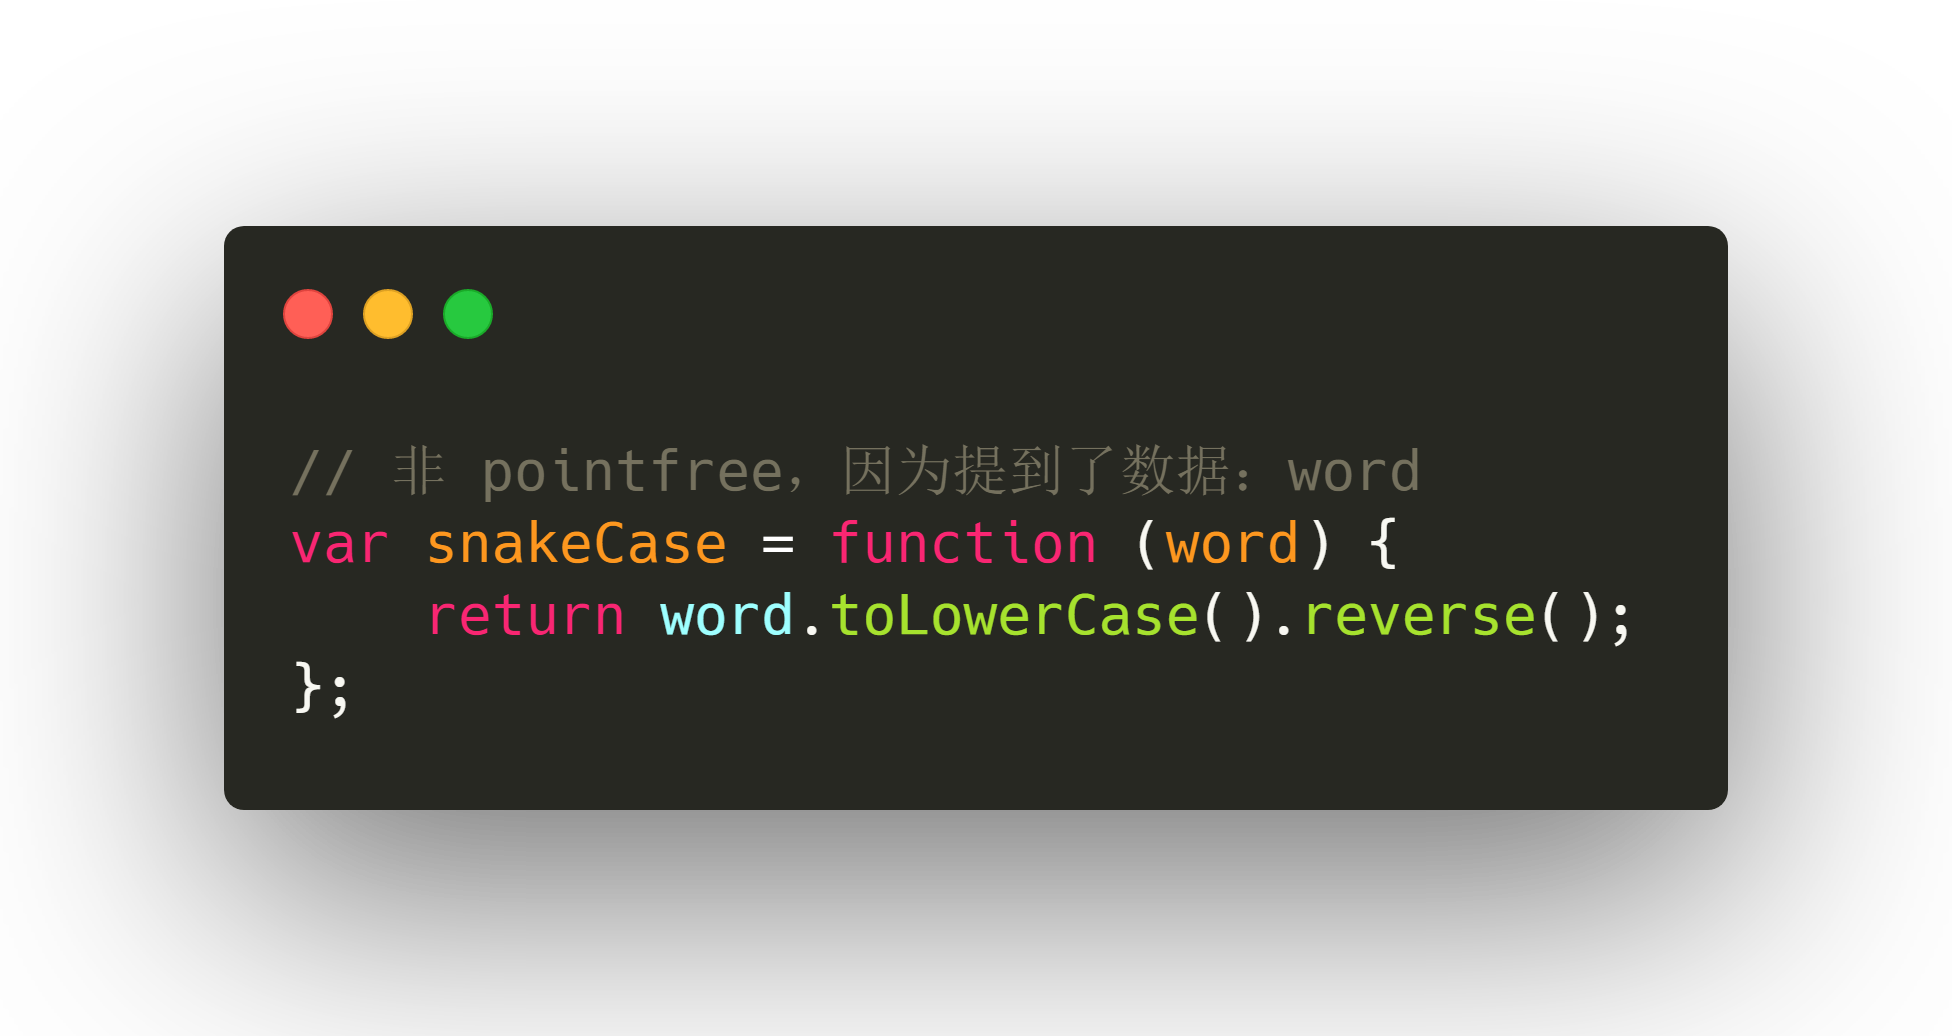 // 非 pointfree，因为提到了数据：word
var snakeCase = function (word) {
    return word.toLowerCase().reverse();
};